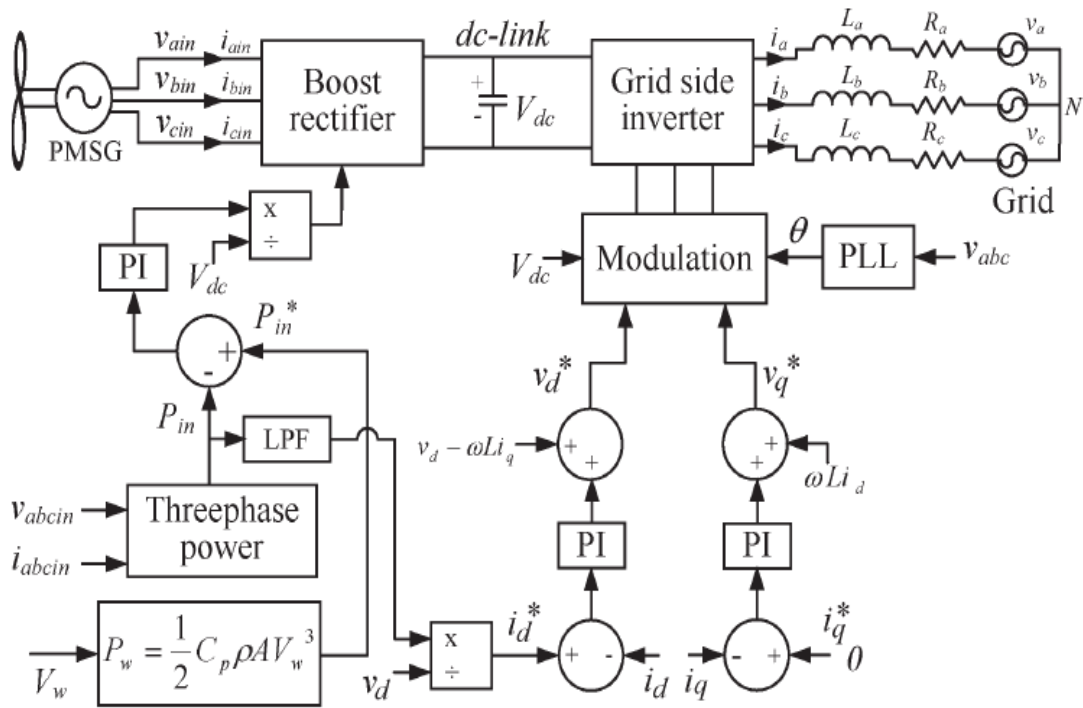 v_ain i_ain
v_bin i_bin
v_cin i_cin
PMSG
Boost
rectifier
dc-link
+
-
V_dc
Grid side
inverter
i_a
i_b
i_c
L_a R_a v_a
L_b R_b v_b
L_c R_c v_c
N
Grid
x
÷
PI
V_dc
V_dc
Modulation
θ
PLL
v_abc
P_in*
+
-
P_in
LPF
v_d*
v_q*
v_d − ωLi_q
+
+
+
+
ωLi_d
v_abcin
i_abcin
Threephase
power
PI
PI
V_w
P_w = 1/2 C_p ρAV_w³
x
÷
v_d
i_d*
+
-
i_d
i_q
-
+
i_q*
0